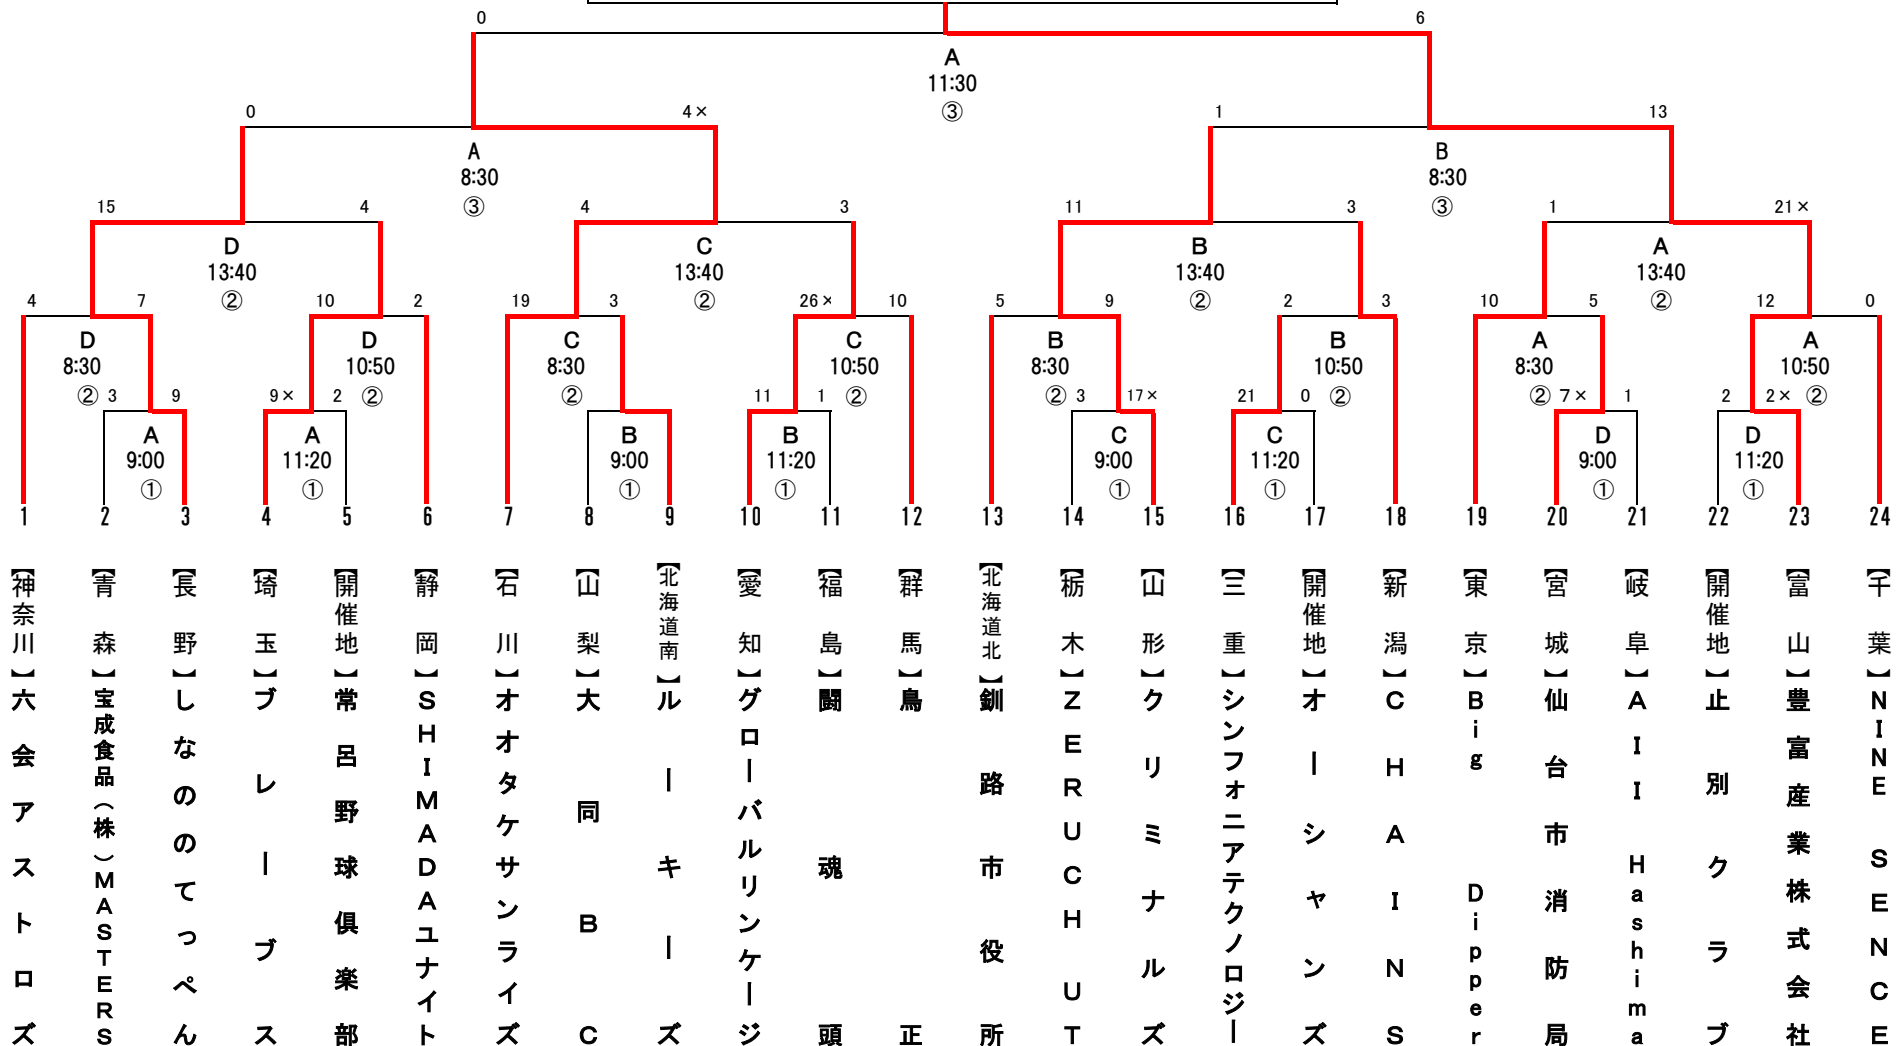 0 6
A
11:30
③
0 4× 1 13
A B
8:30 8:30
③ ③
15 4 4 3 11 3 1 21×
D C B A
13:40 13:40 13:40 13:40
② ② ② ②
4 7 10 2 19 3 26× 10 5 9 2 3 10 5 12 0
D D C C B B A A
8:30 10:50 8:30 10:50 8:30 10:50 8:30 10:50
② ② ② ② ② ② ② ②
3 9 9× 2 11 1 3 17× 21 0 7× 1 2 2×
A A B B C C D D
9:00 11:20 9:00 11:20 9:00 11:20 9:00 11:20
① ① ① ① ① ① ① ①
1 2 3 4 5 6 7 8 9 10 11 12 13 14 15 16 17 18 19 20 21 22 23 24
【神奈川】六会アストロズ
【青森】宝成食品(株)MASTERS
【長野】しなののてっぺん
【埼玉】ブレーブス
【開催地】常呂野球倶楽部
【静岡】SHIMADAユナイト
【石川】オオタケサンライズ
【山梨】大同BC
【北海道南】ルーキーズ
【愛知】グローバルリンケージ
【福島】闘魂頭
【群馬】鳥正
【北海道北】釧路市役所
【栃木】ZERUCH UT
【山形】クリミナルズ
【三重】シンフォニアテクノロジー
【開催地】オーシャンズ
【新潟】CHAINS
【東京】Big Dipper
【宮城】仙台市消防局
【岐阜】AII Hashima
【開催地】止別クラブ
【富山】豊富産業株式会社
【千葉】NINE SENCE